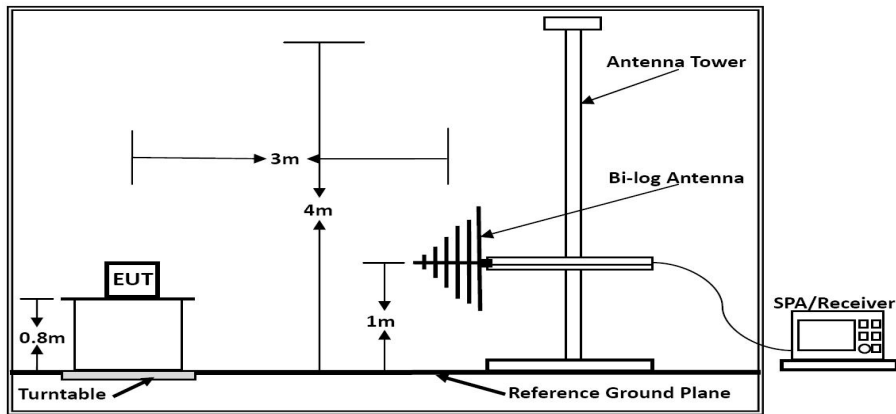 Antenna Tower
3m
Bi-log Antenna
4m
EUT
SPA/Receiver
0.8m
1m
Turntable
Reference Ground Plane